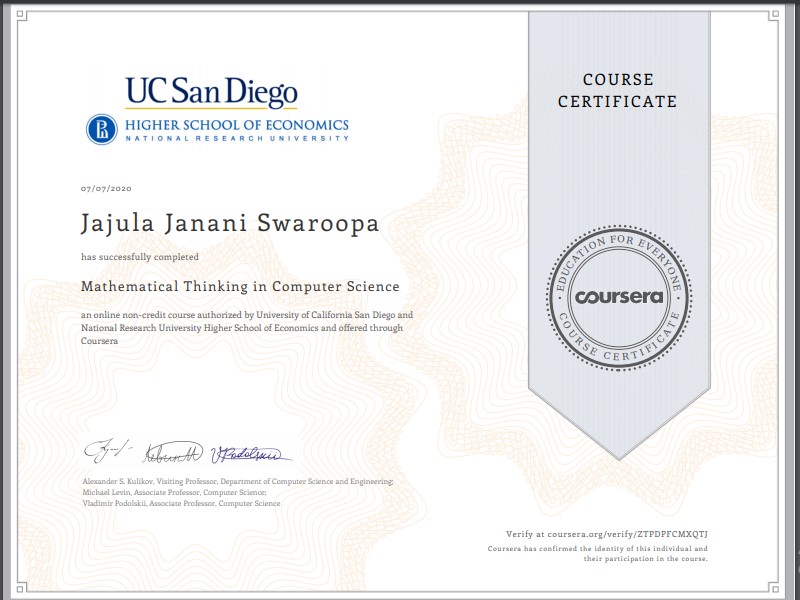 UC San Diego
HIGHER SCHOOL OF ECONOMICS
NATIONAL RESEARCH UNIVERSITY
COURSE
CERTIFICATE
07/07/2020
Jajula Janani Swaroopa
has successfully completed
Mathematical Thinking in Computer Science
an online non-credit course authorized by University of California San Diego and
National Research University Higher School of Economics and offered through
Coursera
EDUCATION FOR EVERYONE
coursera
COURSE CERTIFICATE
Alexander S. Kulikov, Visiting Professor, Department of Computer Science and Engineering;
Michael Levin, Associate Professor, Computer Science;
Vladimir Podolskii, Associate Professor, Computer Science
Verify at coursera.org/verify/ZTPDPFCMXQTJ
Coursera has confirmed the identity of this individual and
their participation in the course.